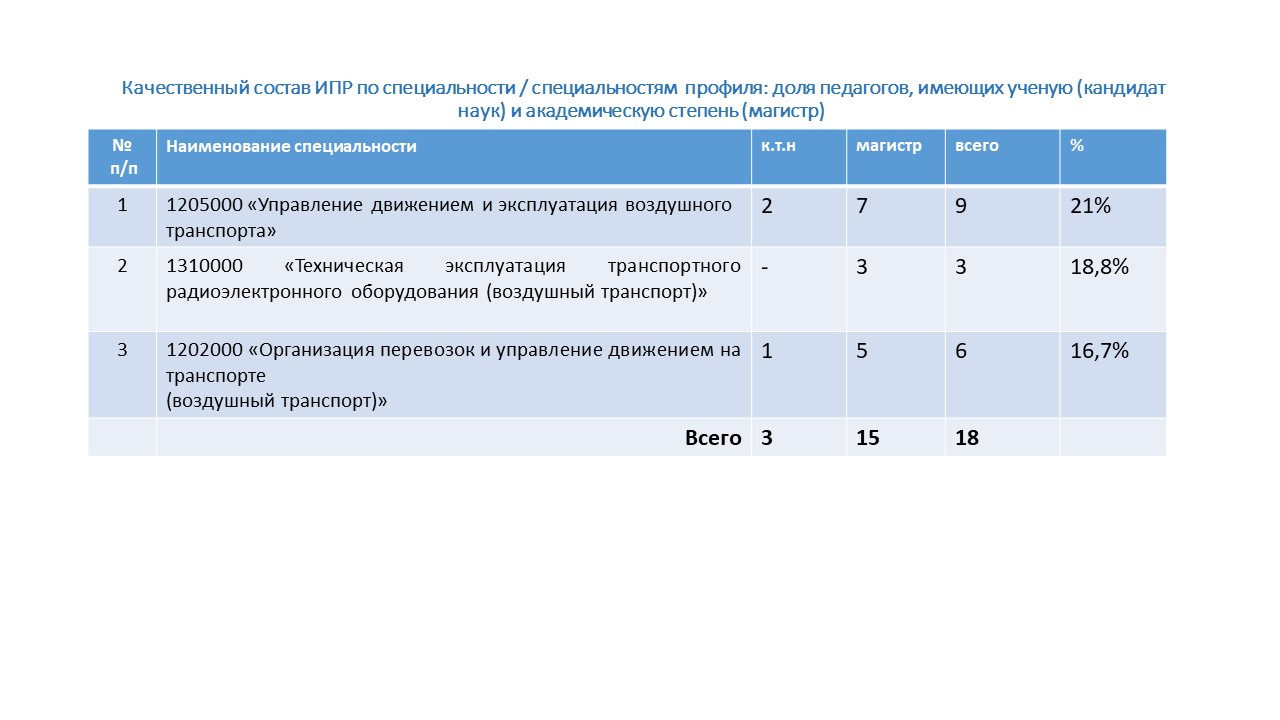 Качественный состав ИПР по специальности / специальностям профиля: доля педагогов, имеющих ученую (кандидат
наук) и академическую степень (магистр)
№ п/п Наименование специальности к.т.н магистр всего %
1 1205000 «Управление движением и эксплуатация воздушного 2 7 9 21%
транспорта»
2 1310000 «Техническая эксплуатация транспортного - 3 3 18,8%
радиоэлектронного оборудования (воздушный транспорт)»
3 1202000 «Организация перевозок и управление движением на 1 5 6 16,7%
транспорте
(воздушный транспорт)»
Всего 3 15 18